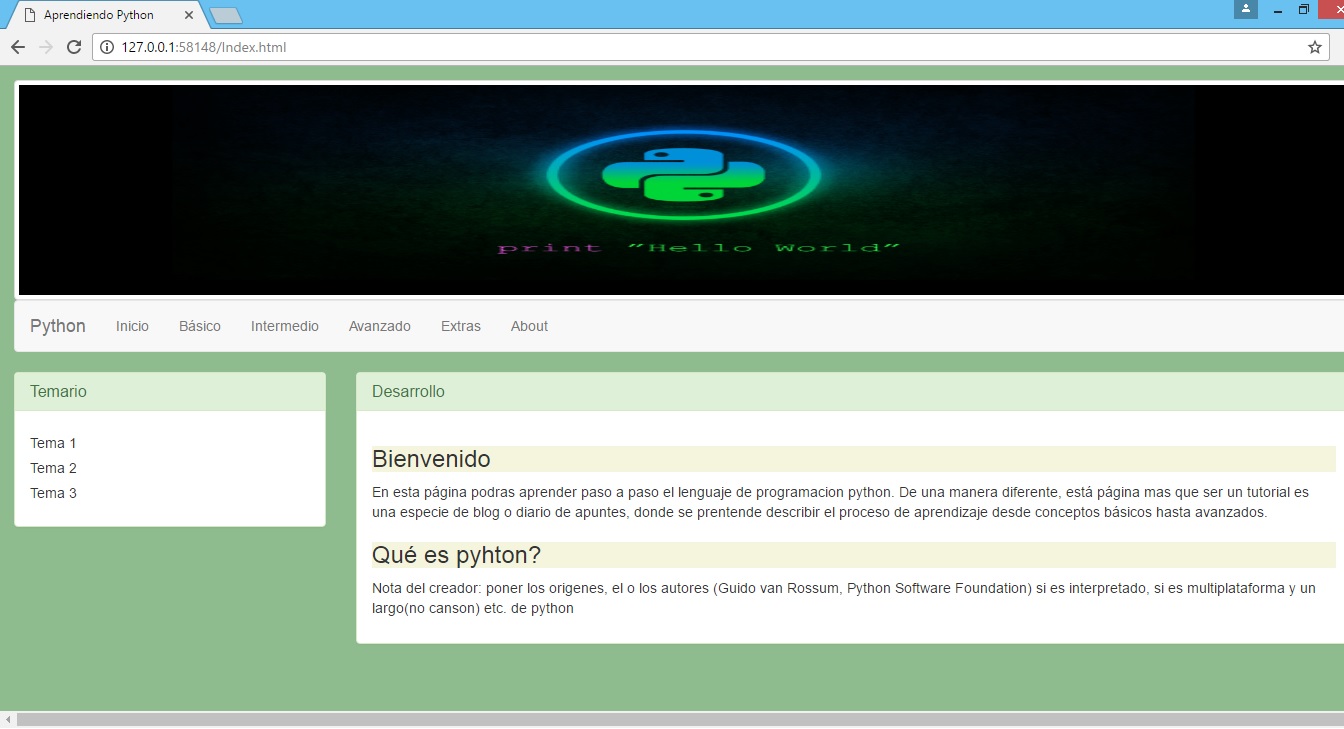 Aprendiendo Python
127.0.0.1:58148/Index.html
print “Hello World”
Python Inicio Básico Intermedio Avanzado Extras About
Temario
Tema 1
Tema 2
Tema 3
Desarrollo
Bienvenido
En esta página podras aprender paso a paso el lenguaje de programacion python. De una manera diferente, está página mas que ser un tutorial es
una especie de blog o diario de apuntes, donde se prentende describir el proceso de aprendizaje desde conceptos básicos hasta avanzados.
Qué es pyhton?
Nota del creador: poner los origenes, el o los autores (Guido van Rossum, Python Software Foundation) si es interpretado, si es multiplataforma y un
largo(no canson) etc. de python